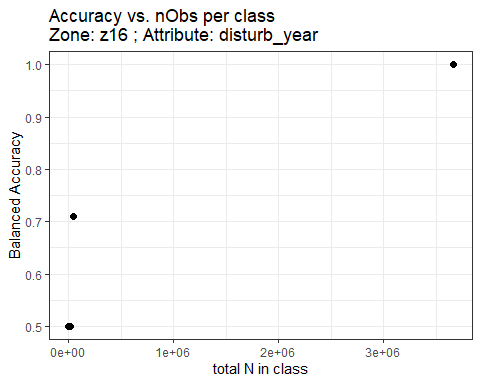 Accuracy vs. nObs per class
Zone: z16 ; Attribute: disturb_year
Balanced Accuracy
1.0
0.9
0.8
0.7
0.6
0.5
0e+00
1e+06
2e+06
3e+06
total N in class